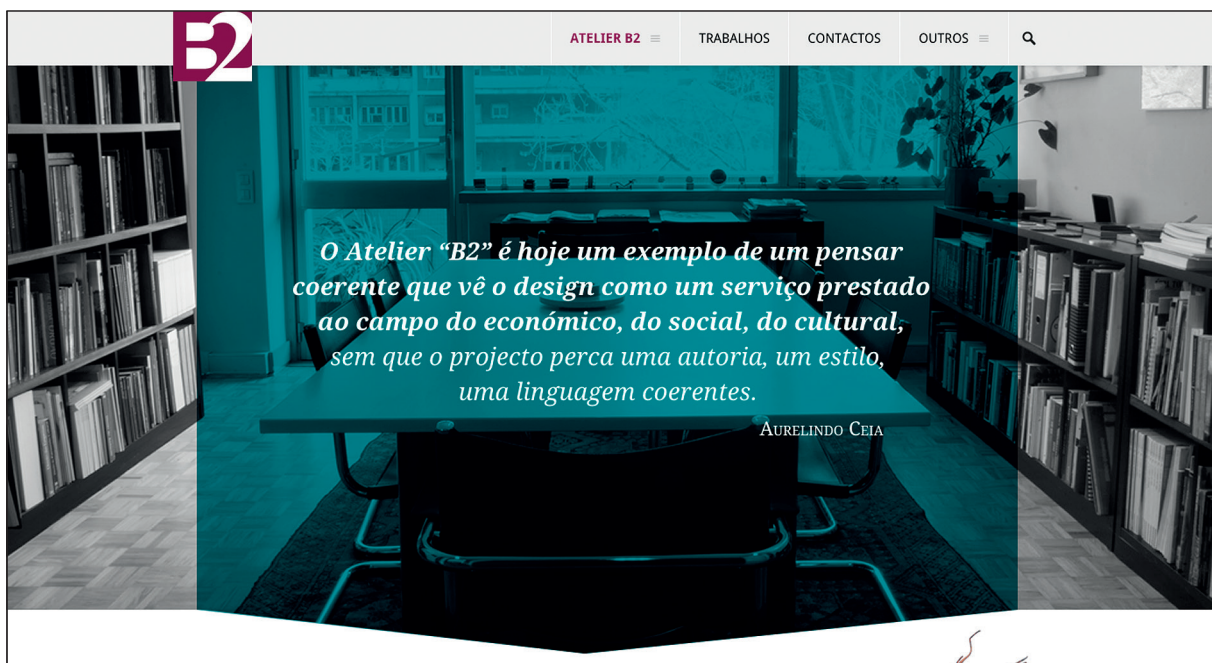 B2
ATELIER B2 TRABALHOS CONTACTOS OUTROS
O Atelier “B2” é hoje um exemplo de um pensar
coerente que vê o design como um serviço prestado
ao campo do económico, do social, do cultural,
sem que o projecto perca uma autoria, um estilo,
uma linguagem coerentes.
Aurelindo Ceia